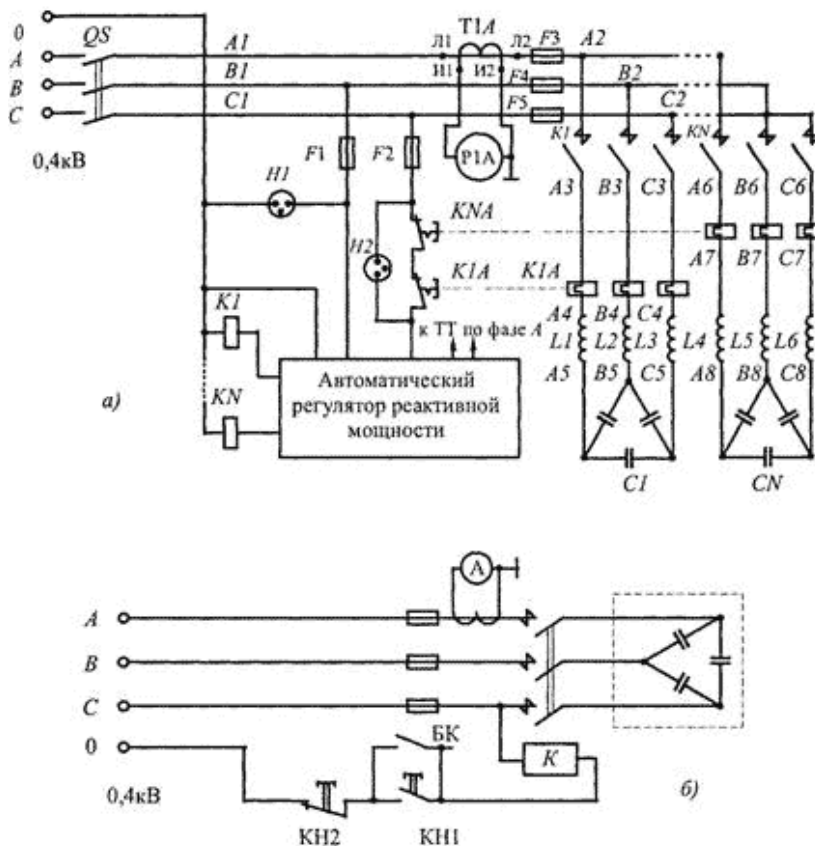 0
QS
A
A1
Л1
T1A
Л2
F3
A2
B
B1
И1
И2
F4
B2
C
C1
F5
C2
0,4кВ
F1
F2
P1A
K1
KN
H1
A3
B3
C3
A6
B6
C6
KNA
H2
A7
B7
C7
K1A
K1A
K1
к ТТ по фазе A
A4
B4
C4
L1
L2
L3
L4
L5
L6
A5
B5
C5
A8
B8
C8
KN
а)
Автоматический
регулятор реактивной
мощности
C1
CN
A
A
B
C
0
БК
K
0,4кВ
б)
КН2
КН1